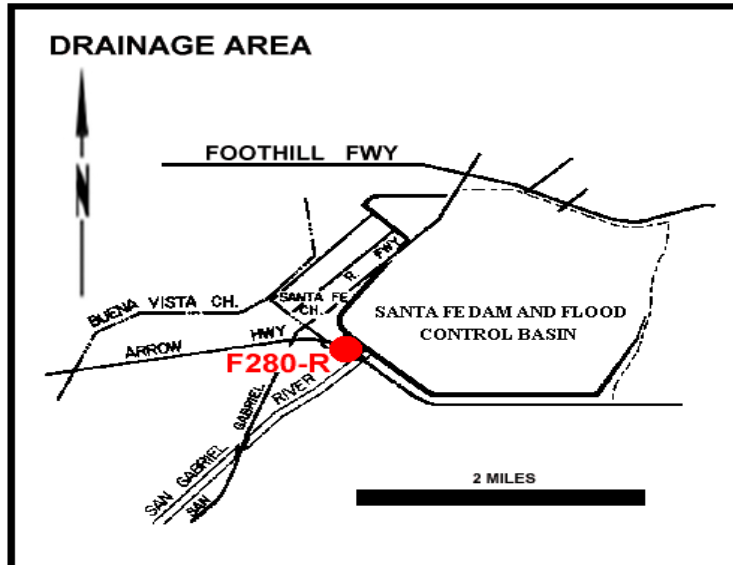 DRAINAGE AREA
N
FOOTHILL FWY
BUENA VISTA CH.
SANTA FE
CH.
R. FWY
SANTA FE DAM AND FLOOD
CONTROL BASIN
ARROW HWY
F280-R
SAN GABRIEL RIVER
SAN GABRIEL
2 MILES